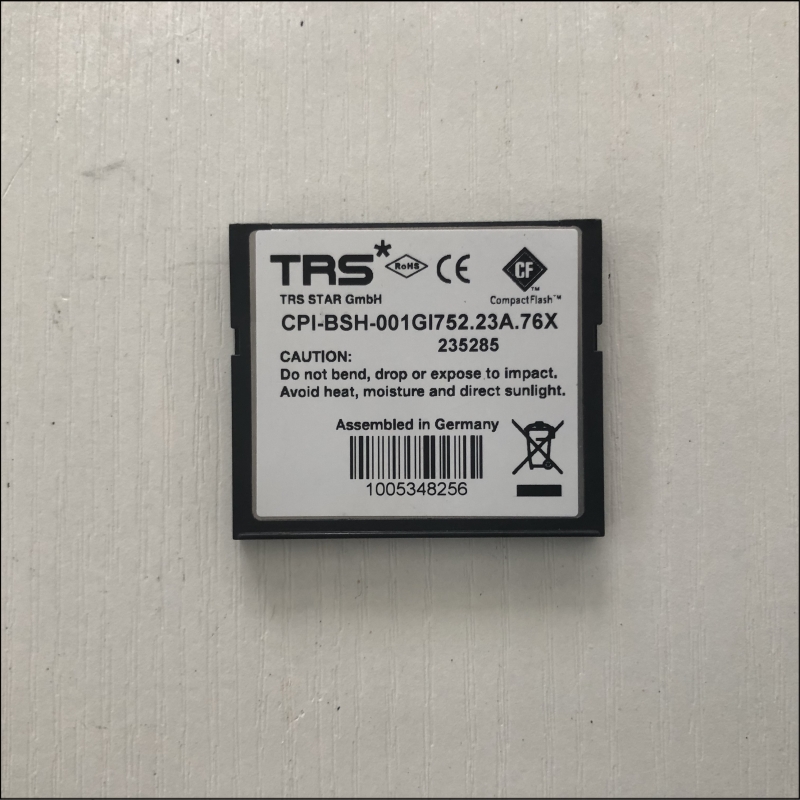 TRS*
RoHS
CE
CF™
TRS STAR GmbH
CompactFlash™
CPI-BSH-001GI752.23A.76X
235285
CAUTION:
Do not bend, drop or expose to impact.
Avoid heat, moisture and direct sunlight.
Assembled in Germany
1005348256